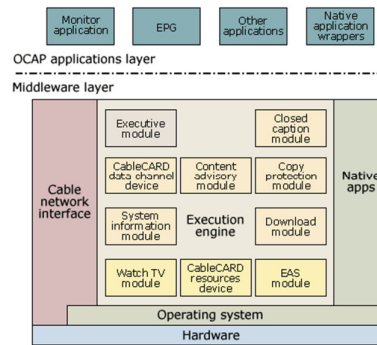 Monitor
application
EPG
Other
applications
Native
application
wrappers
OCAP applications layer
Middleware layer
Cable
network
interface
Executive
module
Closed
caption
module
CableCARD
data channel
device
Content
advisory
module
Copy
protection
module
System
information
module
Execution
engine
Download
module
Watch TV
module
CableCARD
resources
device
EAS
module
Native
apps
Operating system
Hardware